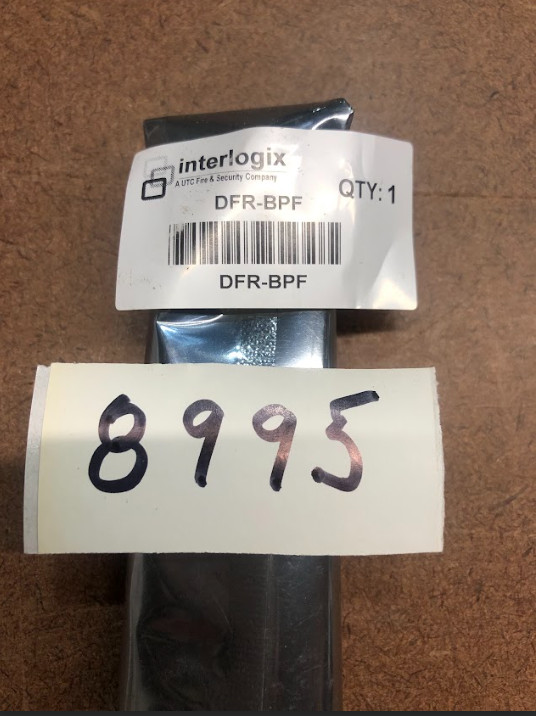 interlogix
A UTC Fire & Security Company
DFR-BPF
QTY: 1
DFR-BPF
8995